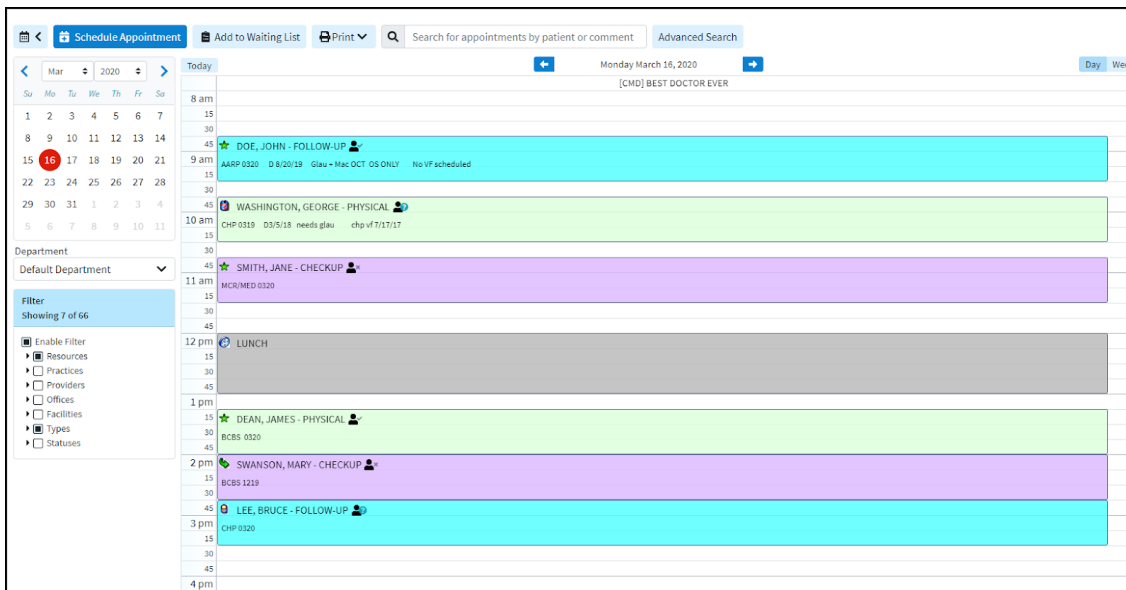 Schedule Appointment
Add to Waiting List
Print
Search for appointments by patient or comment
Advanced Search
Mar 2020
Su Mo Tu We Th Fr Sa
1 2 3 4 5 6 7
8 9 10 11 12 13 14
15 16 17 18 19 20 21
22 23 24 25 26 27 28
29 30 31 1 2 3 4
5 6 7 8 9 10 11
Department
Default Department
Filter
Showing 7 of 66
Enable Filter
Resources
Practices
Providers
Offices
Facilities
Types
Statuses
Today
Monday March 16, 2020
Day Wee
[CMD] BEST DOCTOR EVER
8 am
15
30
45 DOE, JOHN - FOLLOW-UP
9 am AARP 0320 D 8/20/19 Glau + Mac OCT OS ONLY No VF scheduled
15
30
45 WASHINGTON, GEORGE - PHYSICAL
10 am CHP 0319 D3/5/18 needs glau chp vf 7/17/17
15
30
45 SMITH, JANE - CHECKUP
11 am MCR/MED 0320
15
30
45
12 pm LUNCH
15
30
45
1 pm
15 DEAN, JAMES - PHYSICAL
30 BCBS 0320
45
2 pm SWANSON, MARY - CHECKUP
15 BCBS 1219
30
45 LEE, BRUCE - FOLLOW-UP
3 pm CHP 0320
15
30
45
4 pm